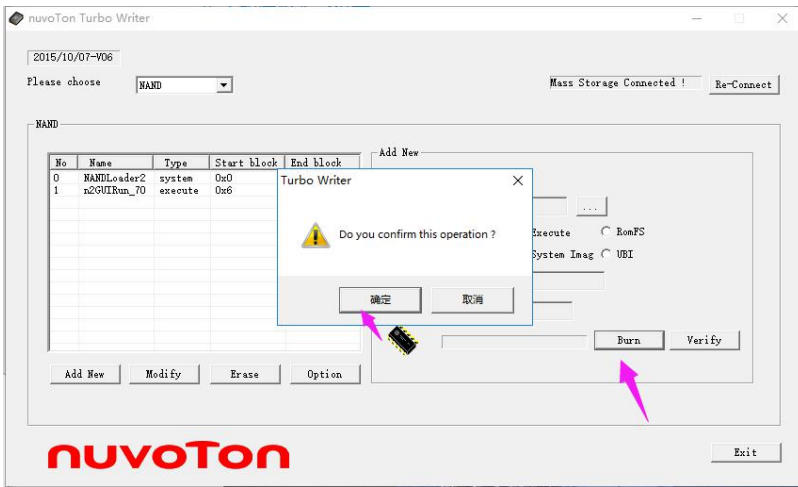 nuvoTon Turbo Writer
2015/10/07-V06
Please choose
NAND
Mass Storage Connected !
Re-Connect
NAND
No Name Type Start block End block
0 NANDLoader2 system 0x0
1 n2GUIRun_70 execute 0x6
Add New
...
Execute
RomFS
System Imag
UBI
Turbo Writer
Do you confirm this operation ?
确定
取消
Burn
Verify
Add New
Modify
Erase
Option
nuvoTon
Exit